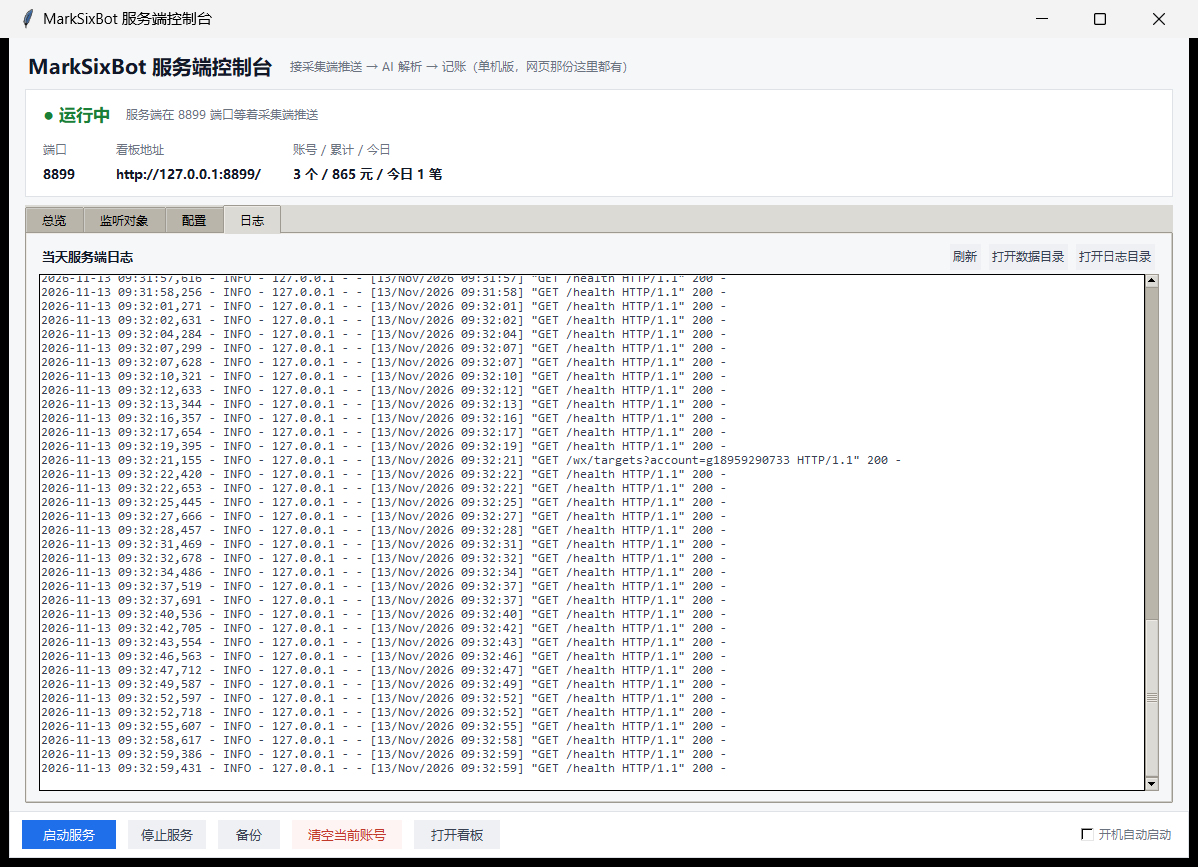 MarkSixBot 服务端控制台
MarkSixBot 服务端控制台 接采集端推送 → AI 解析 → 记账（单机版，网页那份这里都有）
● 运行中 服务端在 8899 端口等着采集端推送
端口 看板地址 账号 / 累计 / 今日
8899 http://127.0.0.1:8899/ 3 个 / 865 元 / 今日 1 笔
总览 监听对象 配置 日志
当天服务端日志 刷新 打开数据目录 打开日志目录
2026-11-13 09:31:57,616 - INFO - 127.0.0.1 - - [13/Nov/2026 09:31:57] "GET /health HTTP/1.1" 200 -
2026-11-13 09:31:58,256 - INFO - 127.0.0.1 - - [13/Nov/2026 09:31:58] "GET /health HTTP/1.1" 200 -
2026-11-13 09:32:01,271 - INFO - 127.0.0.1 - - [13/Nov/2026 09:32:01] "GET /health HTTP/1.1" 200 -
2026-11-13 09:32:02,631 - INFO - 127.0.0.1 - - [13/Nov/2026 09:32:02] "GET /health HTTP/1.1" 200 -
2026-11-13 09:32:04,284 - INFO - 127.0.0.1 - - [13/Nov/2026 09:32:04] "GET /health HTTP/1.1" 200 -
2026-11-13 09:32:07,299 - INFO - 127.0.0.1 - - [13/Nov/2026 09:32:07] "GET /health HTTP/1.1" 200 -
2026-11-13 09:32:07,628 - INFO - 127.0.0.1 - - [13/Nov/2026 09:32:07] "GET /health HTTP/1.1" 200 -
2026-11-13 09:32:10,321 - INFO - 127.0.0.1 - - [13/Nov/2026 09:32:10] "GET /health HTTP/1.1" 200 -
2026-11-13 09:32:12,633 - INFO - 127.0.0.1 - - [13/Nov/2026 09:32:12] "GET /health HTTP/1.1" 200 -
2026-11-13 09:32:13,344 - INFO - 127.0.0.1 - - [13/Nov/2026 09:32:13] "GET /health HTTP/1.1" 200 -
2026-11-13 09:32:16,357 - INFO - 127.0.0.1 - - [13/Nov/2026 09:32:16] "GET /health HTTP/1.1" 200 -
2026-11-13 09:32:17,654 - INFO - 127.0.0.1 - - [13/Nov/2026 09:32:17] "GET /health HTTP/1.1" 200 -
2026-11-13 09:32:19,395 - INFO - 127.0.0.1 - - [13/Nov/2026 09:32:19] "GET /health HTTP/1.1" 200 -
2026-11-13 09:32:21,155 - INFO - 127.0.0.1 - - [13/Nov/2026 09:32:21] "GET /wx/targets?account=g18959290733 HTTP/1.1" 200 -
2026-11-13 09:32:22,420 - INFO - 127.0.0.1 - - [13/Nov/2026 09:32:22] "GET /health HTTP/1.1" 200 -
2026-11-13 09:32:22,653 - INFO - 127.0.0.1 - - [13/Nov/2026 09:32:22] "GET /health HTTP/1.1" 200 -
2026-11-13 09:32:25,445 - INFO - 127.0.0.1 - - [13/Nov/2026 09:32:25] "GET /health HTTP/1.1" 200 -
2026-11-13 09:32:27,666 - INFO - 127.0.0.1 - - [13/Nov/2026 09:32:27] "GET /health HTTP/1.1" 200 -
2026-11-13 09:32:28,457 - INFO - 127.0.0.1 - - [13/Nov/2026 09:32:28] "GET /health HTTP/1.1" 200 -
2026-11-13 09:32:31,469 - INFO - 127.0.0.1 - - [13/Nov/2026 09:32:31] "GET /health HTTP/1.1" 200 -
2026-11-13 09:32:32,678 - INFO - 127.0.0.1 - - [13/Nov/2026 09:32:32] "GET /health HTTP/1.1" 200 -
2026-11-13 09:32:34,486 - INFO - 127.0.0.1 - - [13/Nov/2026 09:32:34] "GET /health HTTP/1.1" 200 -
2026-11-13 09:32:37,519 - INFO - 127.0.0.1 - - [13/Nov/2026 09:32:37] "GET /health HTTP/1.1" 200 -
2026-11-13 09:32:37,691 - INFO - 127.0.0.1 - - [13/Nov/2026 09:32:37] "GET /health HTTP/1.1" 200 -
2026-11-13 09:32:40,536 - INFO - 127.0.0.1 - - [13/Nov/2026 09:32:40] "GET /health HTTP/1.1" 200 -
2026-11-13 09:32:42,705 - INFO - 127.0.0.1 - - [13/Nov/2026 09:32:42] "GET /health HTTP/1.1" 200 -
2026-11-13 09:32:43,554 - INFO - 127.0.0.1 - - [13/Nov/2026 09:32:43] "GET /health HTTP/1.1" 200 -
2026-11-13 09:32:46,563 - INFO - 127.0.0.1 - - [13/Nov/2026 09:32:46] "GET /health HTTP/1.1" 200 -
2026-11-13 09:32:47,712 - INFO - 127.0.0.1 - - [13/Nov/2026 09:32:47] "GET /health HTTP/1.1" 200 -
2026-11-13 09:32:49,587 - INFO - 127.0.0.1 - - [13/Nov/2026 09:32:49] "GET /health HTTP/1.1" 200 -
2026-11-13 09:32:52,597 - INFO - 127.0.0.1 - - [13/Nov/2026 09:32:52] "GET /health HTTP/1.1" 200 -
2026-11-13 09:32:52,718 - INFO - 127.0.0.1 - - [13/Nov/2026 09:32:52] "GET /health HTTP/1.1" 200 -
2026-11-13 09:32:55,607 - INFO - 127.0.0.1 - - [13/Nov/2026 09:32:55] "GET /health HTTP/1.1" 200 -
2026-11-13 09:32:58,617 - INFO - 127.0.0.1 - - [13/Nov/2026 09:32:58] "GET /health HTTP/1.1" 200 -
2026-11-13 09:32:59,386 - INFO - 127.0.0.1 - - [13/Nov/2026 09:32:59] "GET /health HTTP/1.1" 200 -
2026-11-13 09:32:59,431 - INFO - 127.0.0.1 - - [13/Nov/2026 09:32:59] "GET /health HTTP/1.1" 200 -
启动服务 停止服务 备份 清空当前账号 打开看板 开机自动启动